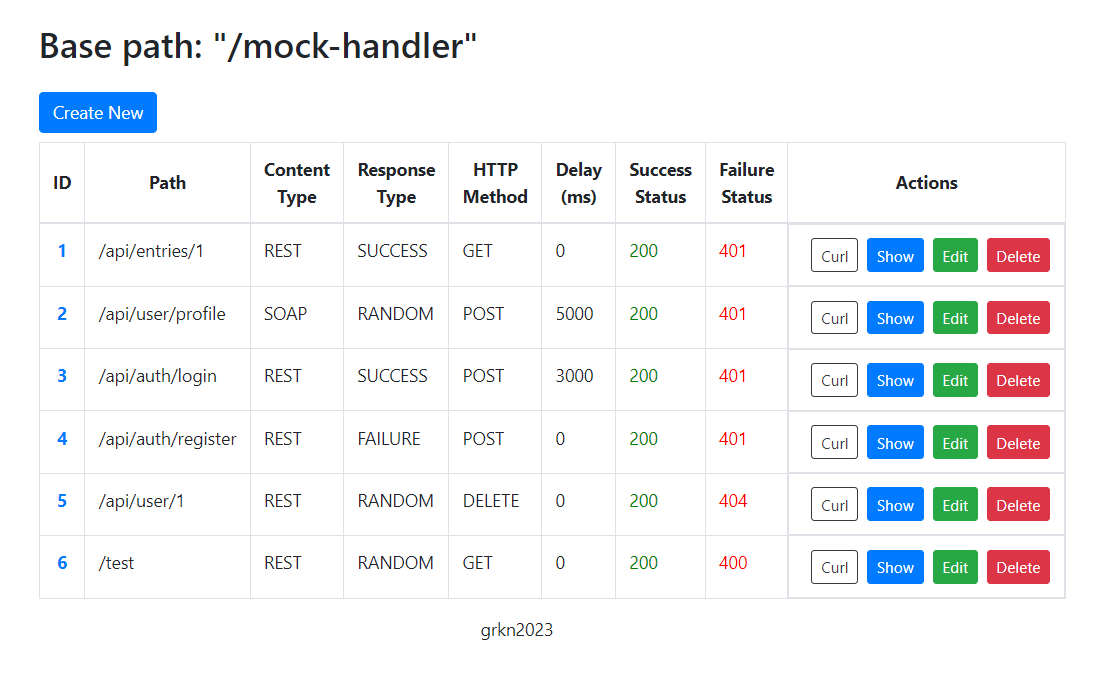 Base path: "/mock-handler"
Create New
ID Path Content Type Response Type HTTP Method Delay (ms) Success Status Failure Status Actions
1 /api/entries/1 REST SUCCESS GET 0 200 401 Curl Show Edit Delete
2 /api/user/profile SOAP RANDOM POST 5000 200 401 Curl Show Edit Delete
3 /api/auth/login REST SUCCESS POST 3000 200 401 Curl Show Edit Delete
4 /api/auth/register REST FAILURE POST 0 200 401 Curl Show Edit Delete
5 /api/user/1 REST RANDOM DELETE 0 200 404 Curl Show Edit Delete
6 /test REST RANDOM GET 0 200 400 Curl Show Edit Delete
grkn2023